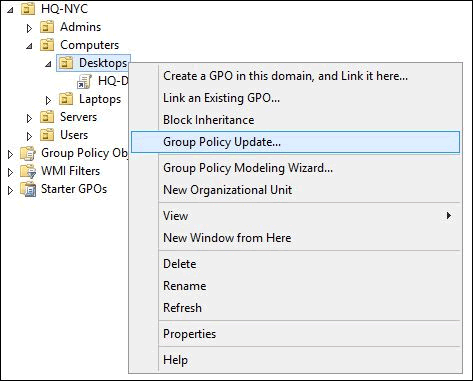 HQ-NYC
Admins
Computers
Desktops
HQ-D
Laptops
Servers
Users
Group Policy Obj
WMI Filters
Starter GPOs
Create a GPO in this domain, and Link it here...
Link an Existing GPO...
Block Inheritance
Group Policy Update...
Group Policy Modeling Wizard...
New Organizational Unit
View
New Window from Here
Delete
Rename
Refresh
Properties
Help